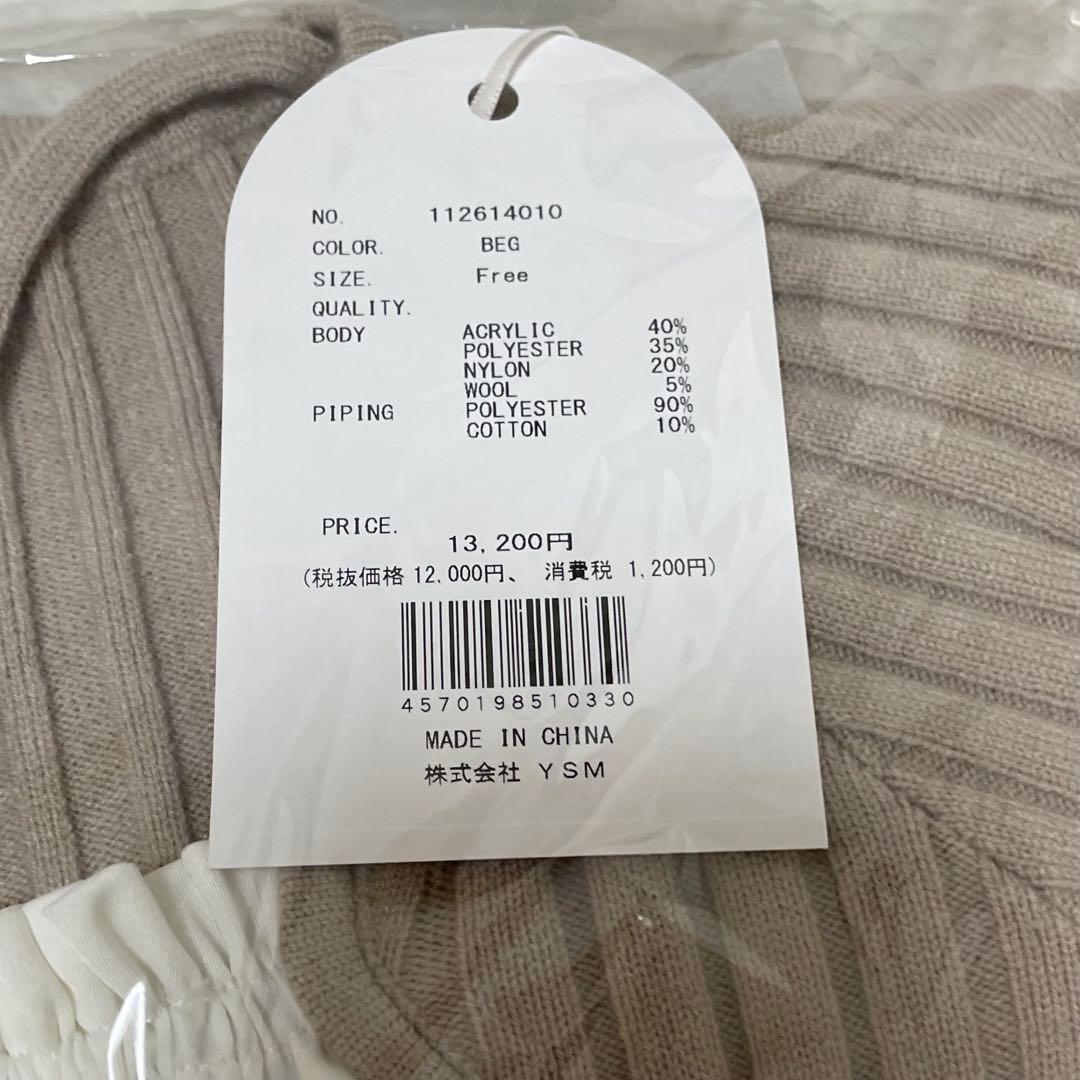 NO. 112614010
COLOR. BEG
SIZE. Free
QUALITY.
BODY ACRYLIC 40%
POLYESTER 35%
NYLON 20%
WOOL 5%
PIPING POLYESTER 90%
COTTON 10%
PRICE.
13,200円
(税抜価格 12,000円、 消費税 1,200円)
4570198510330
MADE IN CHINA
株式会社 YSM